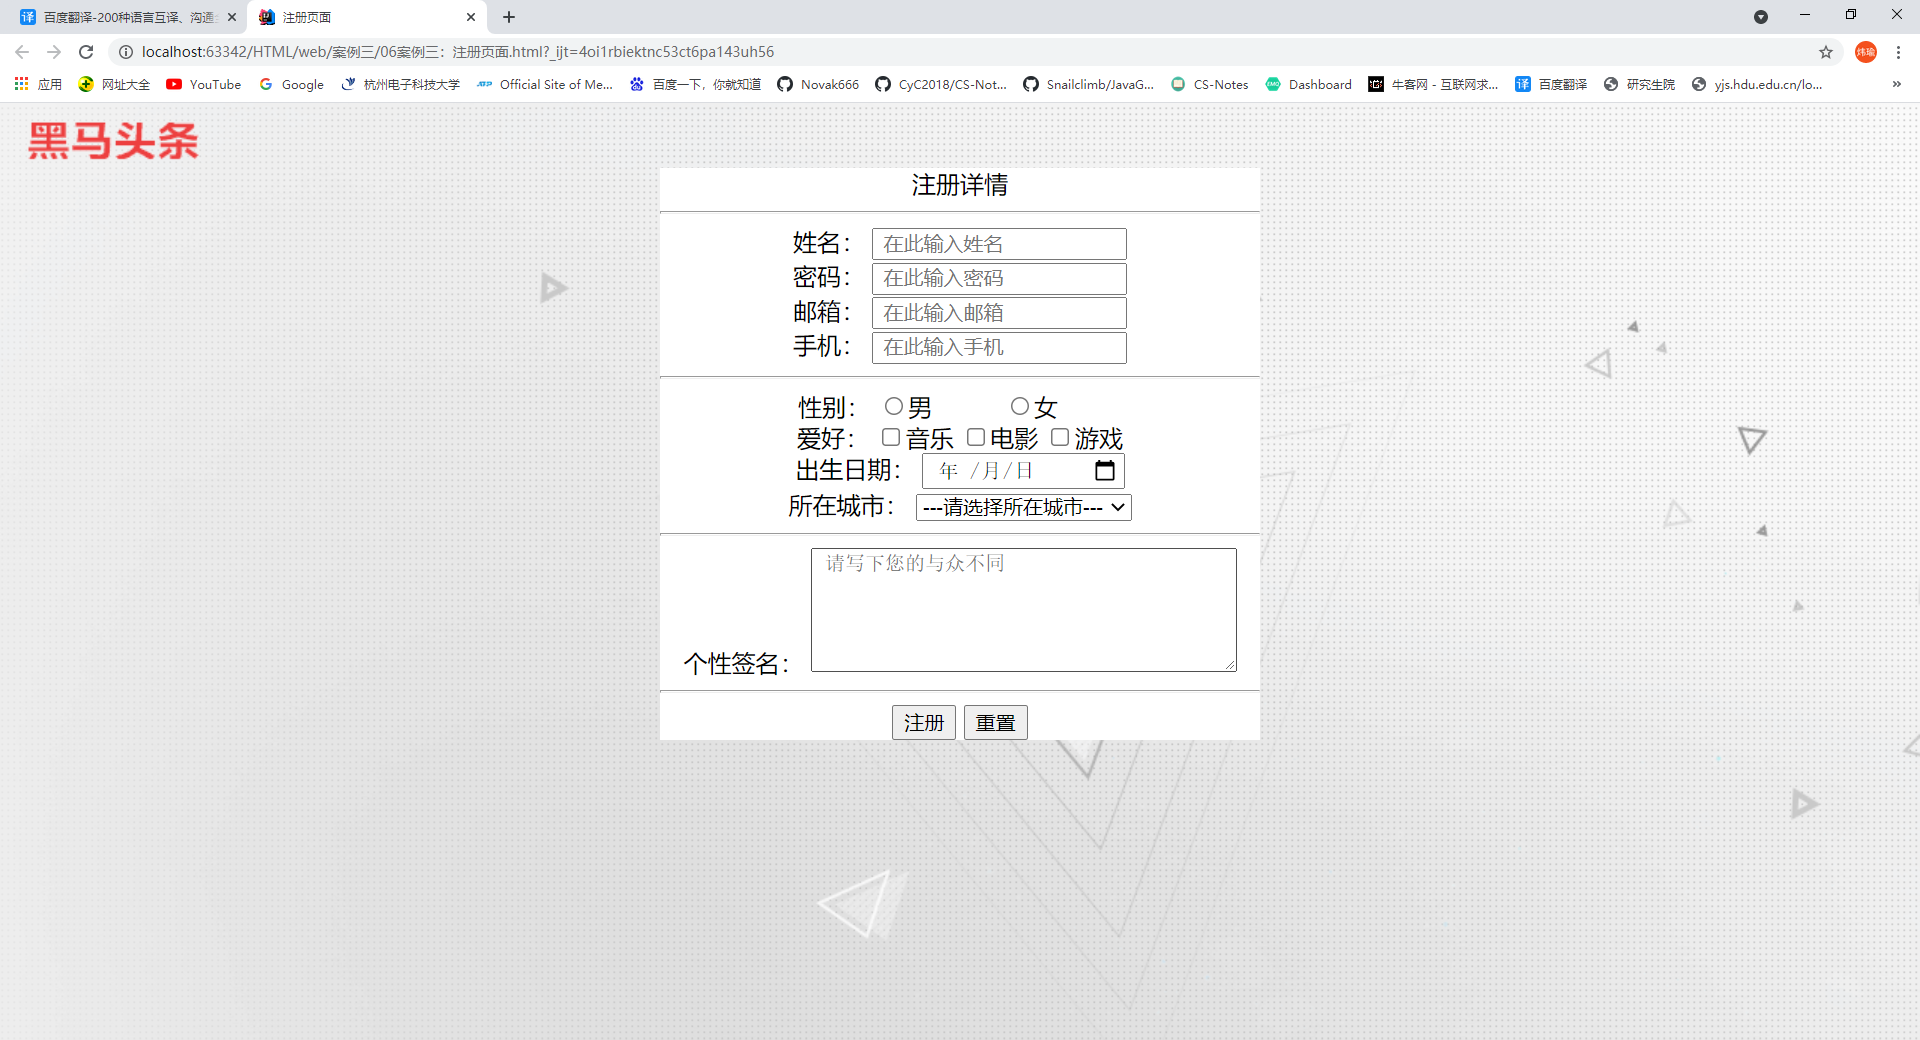 百度翻译-200种语言互译、沟通
注册页面
localhost:63342/HTML/web/案例三/06案例三：注册页面.html?_ijt=4oi1rbiektnc53ct6pa143uh56
炜瑜
应用 网址大全 YouTube Google 杭州电子科技大学 Official Site of Me... 百度一下，你就知道 Novak666 CyC2018/CS-Not... Snailclimb/JavaG... CS-Notes Dashboard 牛客网 - 互联网求... 百度翻译 研究生院 yjs.hdu.edu.cn/lo... »
黑马头条
注册详情
姓名： 在此输入姓名
密码： 在此输入密码
邮箱： 在此输入邮箱
手机： 在此输入手机
性别： 男 女
爱好： 音乐 电影 游戏
出生日期： 年 /月/日
所在城市： ---请选择所在城市---
请写下您的与众不同
个性签名：
注册 重置